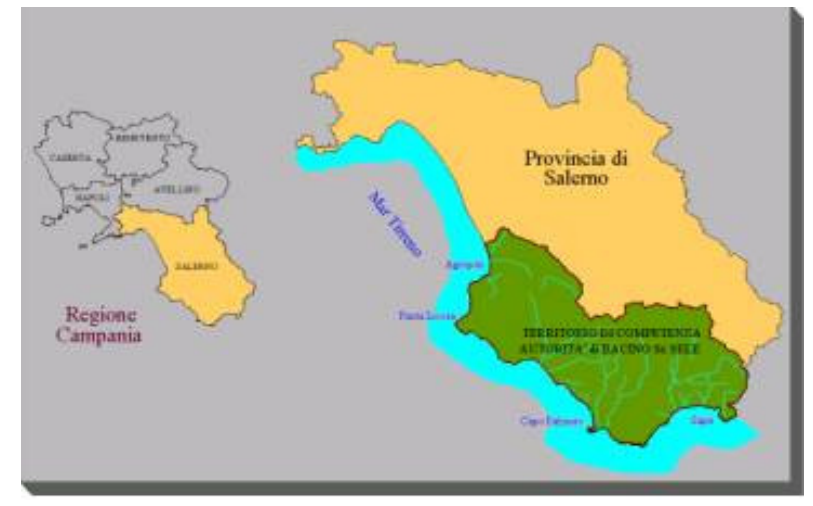 BENEVENTO
CASERTA
NAPOLI
AVELLINO
SALERNO
Regione
Campania
Provincia di
Salerno
Mar Tirreno
Agropoli
Punta Licosa
TERRITORIO DI COMPETENZA
AUTORITA' di BACINO Sx SELE
Capo Palinuro
Sapri